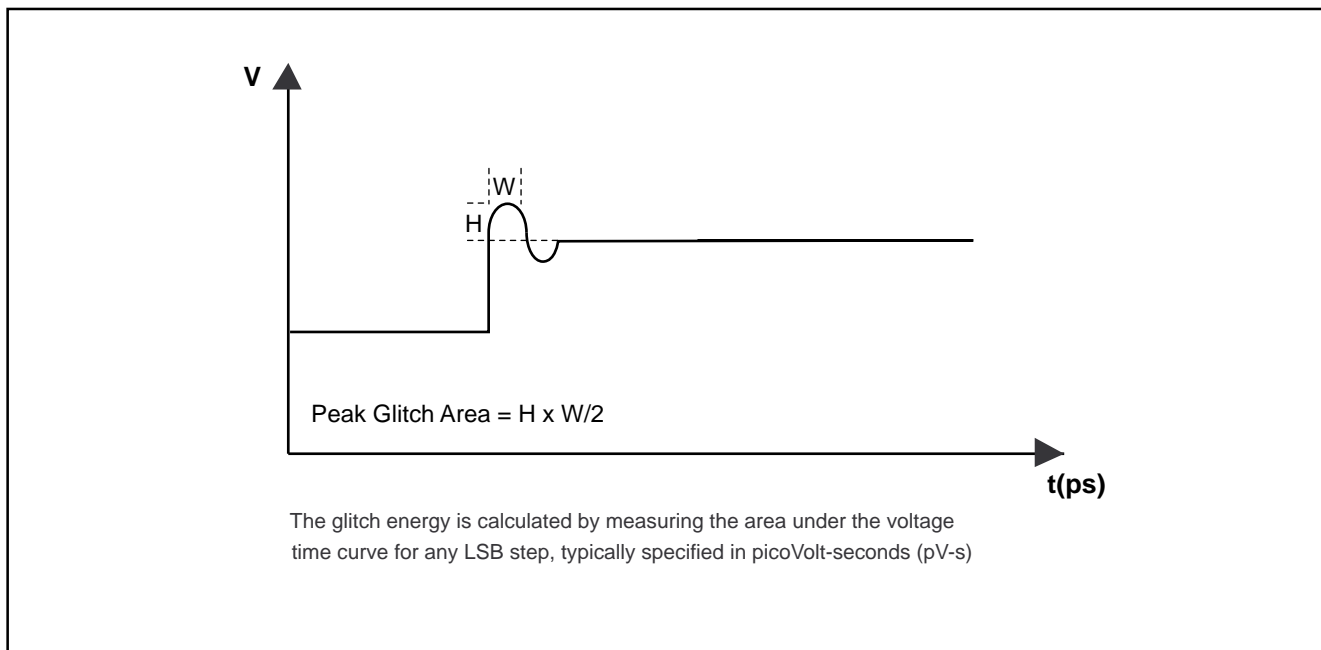 V
W
H
Peak Glitch Area = H x W/2
t(ps)
The glitch energy is calculated by measuring the area under the voltage
time curve for any LSB step, typically specified in picoVolt-seconds (pV-s)